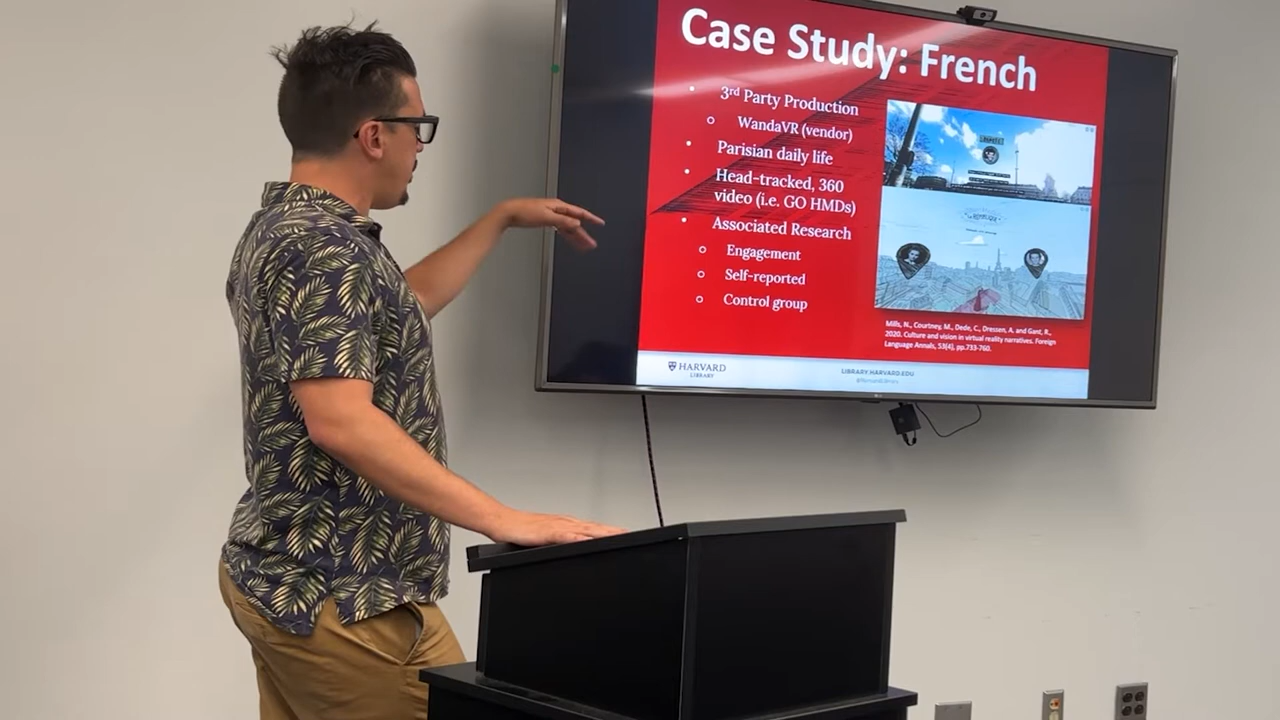 Case Study: French
• 3rd Party Production
○ WandaVR (vendor)
• Parisian daily life
• Head-tracked, 360
video (i.e. GO HMDs)
• Associated Research
○ Engagement
○ Self-reported
○ Control group
Mills, N., Courtney, M., Dede, C., Dressen, A. and Gant, R.,
2020. Culture and vision in virtual reality narratives. Foreign
Language Annals, 53(4), pp.733-760.
HARVARD
LIBRARY
LIBRARY.HARVARD.EDU
@HarvardLibrary
LG